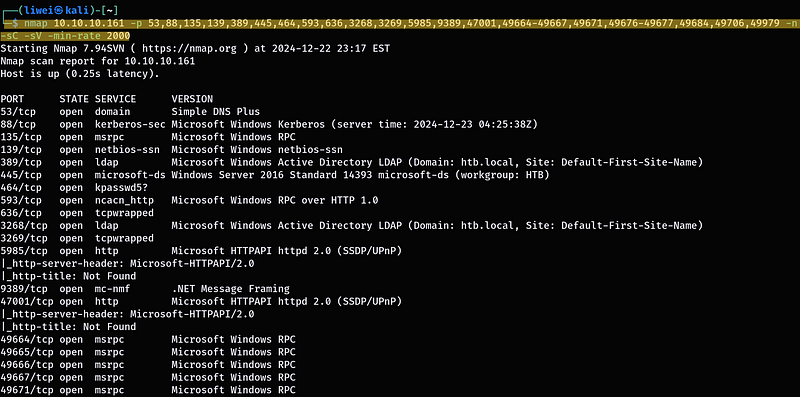 ┌──(liwei㉿kali)-[~]
└─$ nmap 10.10.10.161 -p 53,88,135,139,389,445,464,593,636,3268,3269,5985,9389,47001,49664-49667,49671,49676-49677,49684,49706,49979 -n
-sC -sV -min-rate 2000
Starting Nmap 7.94SVN ( https://nmap.org ) at 2024-12-22 23:17 EST
Nmap scan report for 10.10.10.161
Host is up (0.25s latency).
PORT      STATE SERVICE      VERSION
53/tcp    open  domain       Simple DNS Plus
88/tcp    open  kerberos-sec Microsoft Windows Kerberos (server time: 2024-12-23 04:25:38Z)
135/tcp   open  msrpc        Microsoft Windows RPC
139/tcp   open  netbios-ssn  Microsoft Windows netbios-ssn
389/tcp   open  ldap         Microsoft Windows Active Directory LDAP (Domain: htb.local, Site: Default-First-Site-Name)
445/tcp   open  microsoft-ds Windows Server 2016 Standard 14393 microsoft-ds (workgroup: HTB)
464/tcp   open  kpasswd5?
593/tcp   open  ncacn_http   Microsoft Windows RPC over HTTP 1.0
636/tcp   open  tcpwrapped
3268/tcp  open  ldap         Microsoft Windows Active Directory LDAP (Domain: htb.local, Site: Default-First-Site-Name)
3269/tcp  open  tcpwrapped
5985/tcp  open  http         Microsoft HTTPAPI httpd 2.0 (SSDP/UPnP)
|_http-server-header: Microsoft-HTTPAPI/2.0
|_http-title: Not Found
9389/tcp  open  mc-nmf       .NET Message Framing
47001/tcp open  http         Microsoft HTTPAPI httpd 2.0 (SSDP/UPnP)
|_http-server-header: Microsoft-HTTPAPI/2.0
|_http-title: Not Found
49664/tcp open  msrpc        Microsoft Windows RPC
49665/tcp open  msrpc        Microsoft Windows RPC
49666/tcp open  msrpc        Microsoft Windows RPC
49667/tcp open  msrpc        Microsoft Windows RPC
49671/tcp open  msrpc        Microsoft Windows RPC